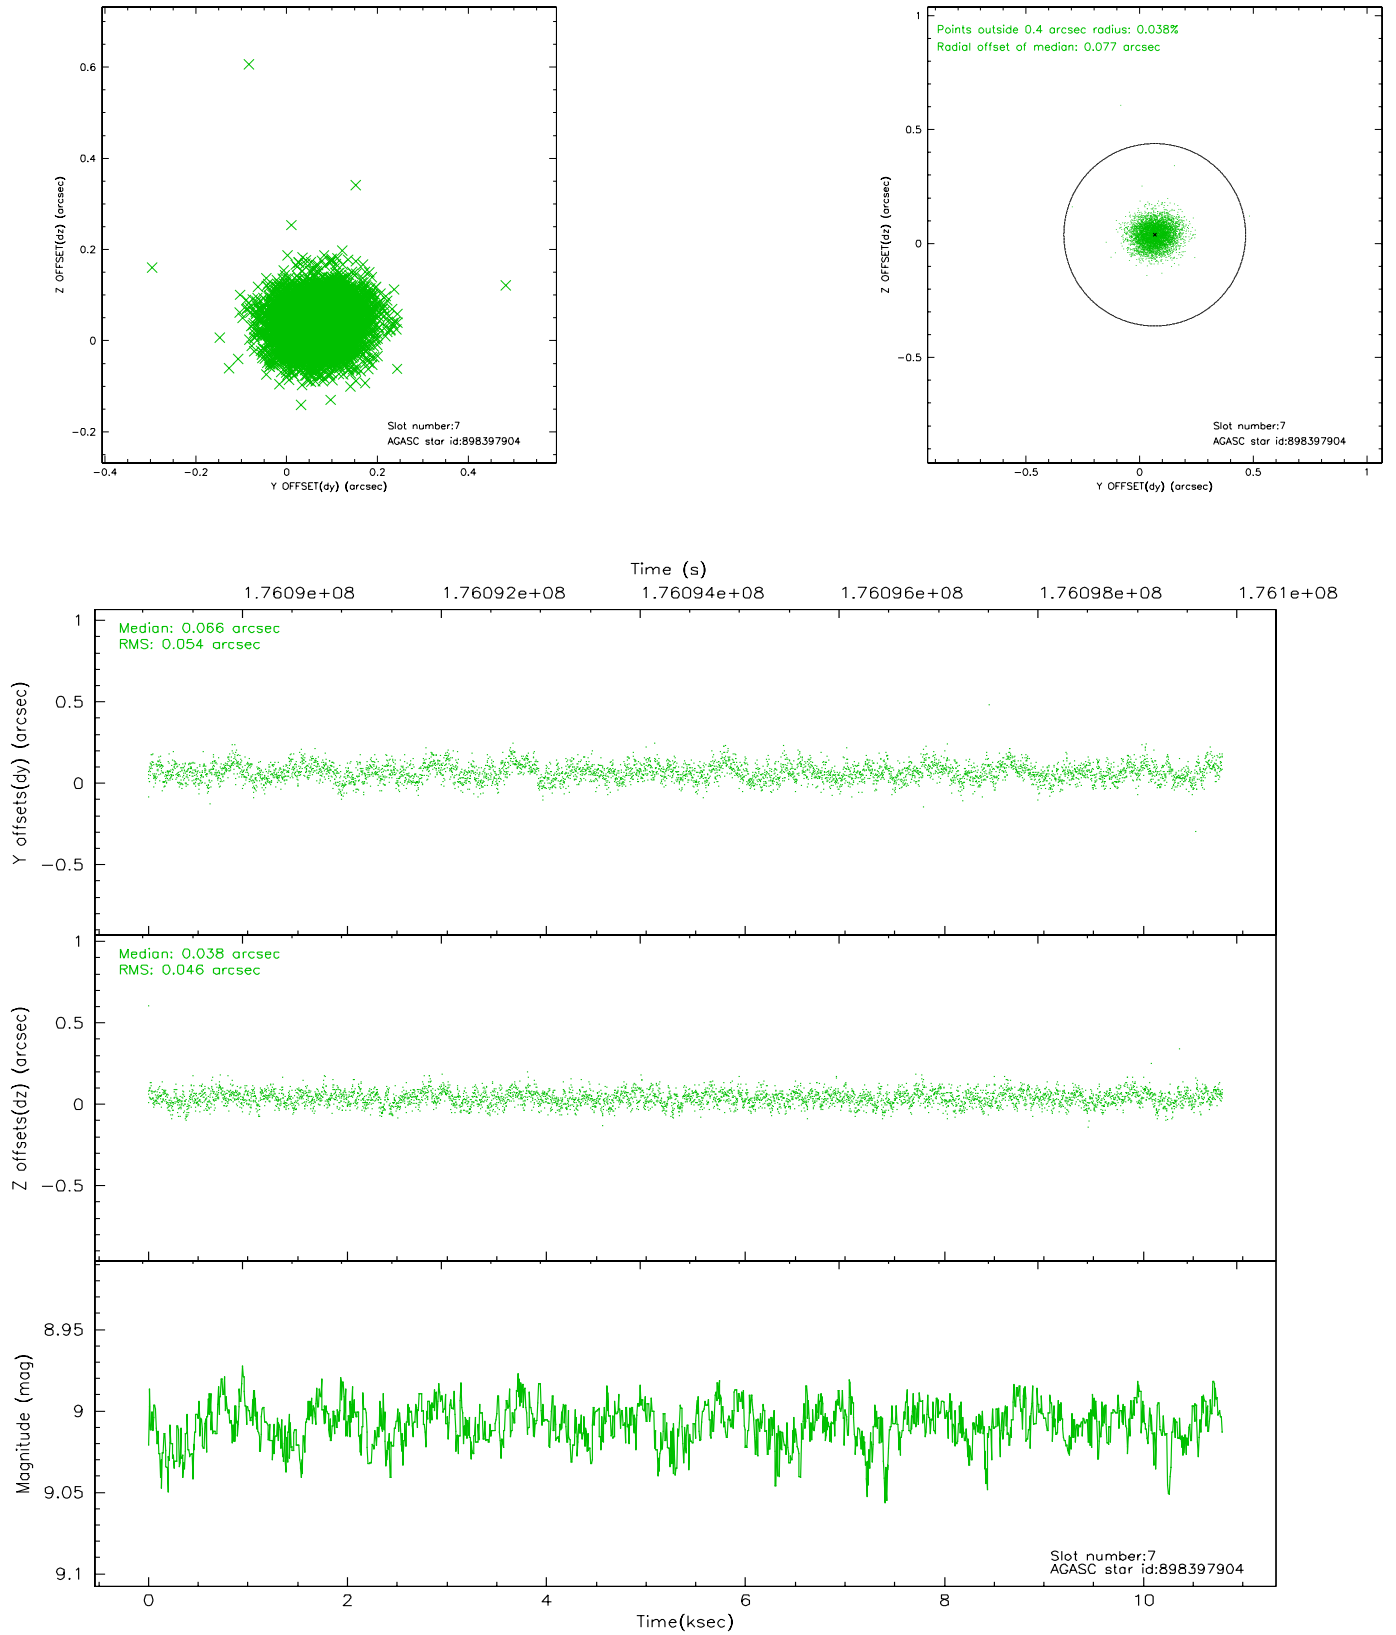 0.6
0.4
0.2
0
−0.2
−0.4
−0.2
0
0.2
0.4
Z OFFSET(dz) (arcsec)
Y OFFSET(dy) (arcsec)
Slot number:7
AGASC star id:898397904
Points outside 0.4 arcsec radius: 0.038%
Radial offset of median: 0.077 arcsec
1
0.5
0
−0.5
−0.5
0
0.5
1
Z OFFSET(dz) (arcsec)
Y OFFSET(dy) (arcsec)
Slot number:7
AGASC star id:898397904
Time (s)
1.7609e+08 1.76092e+08 1.76094e+08 1.76096e+08 1.76098e+08 1.761e+08
Median: 0.066 arcsec
RMS: 0.054 arcsec
1
0.5
0
−0.5
Y offsets(dy) (arcsec)
Median: 0.038 arcsec
RMS: 0.046 arcsec
1
0.5
0
−0.5
Z offsets(dz) (arcsec)
8.95
9
9.05
9.1
Magnitude (mag)
Slot number:7
AGASC star id:898397904
0 2 4 6 8 10
Time(ksec)